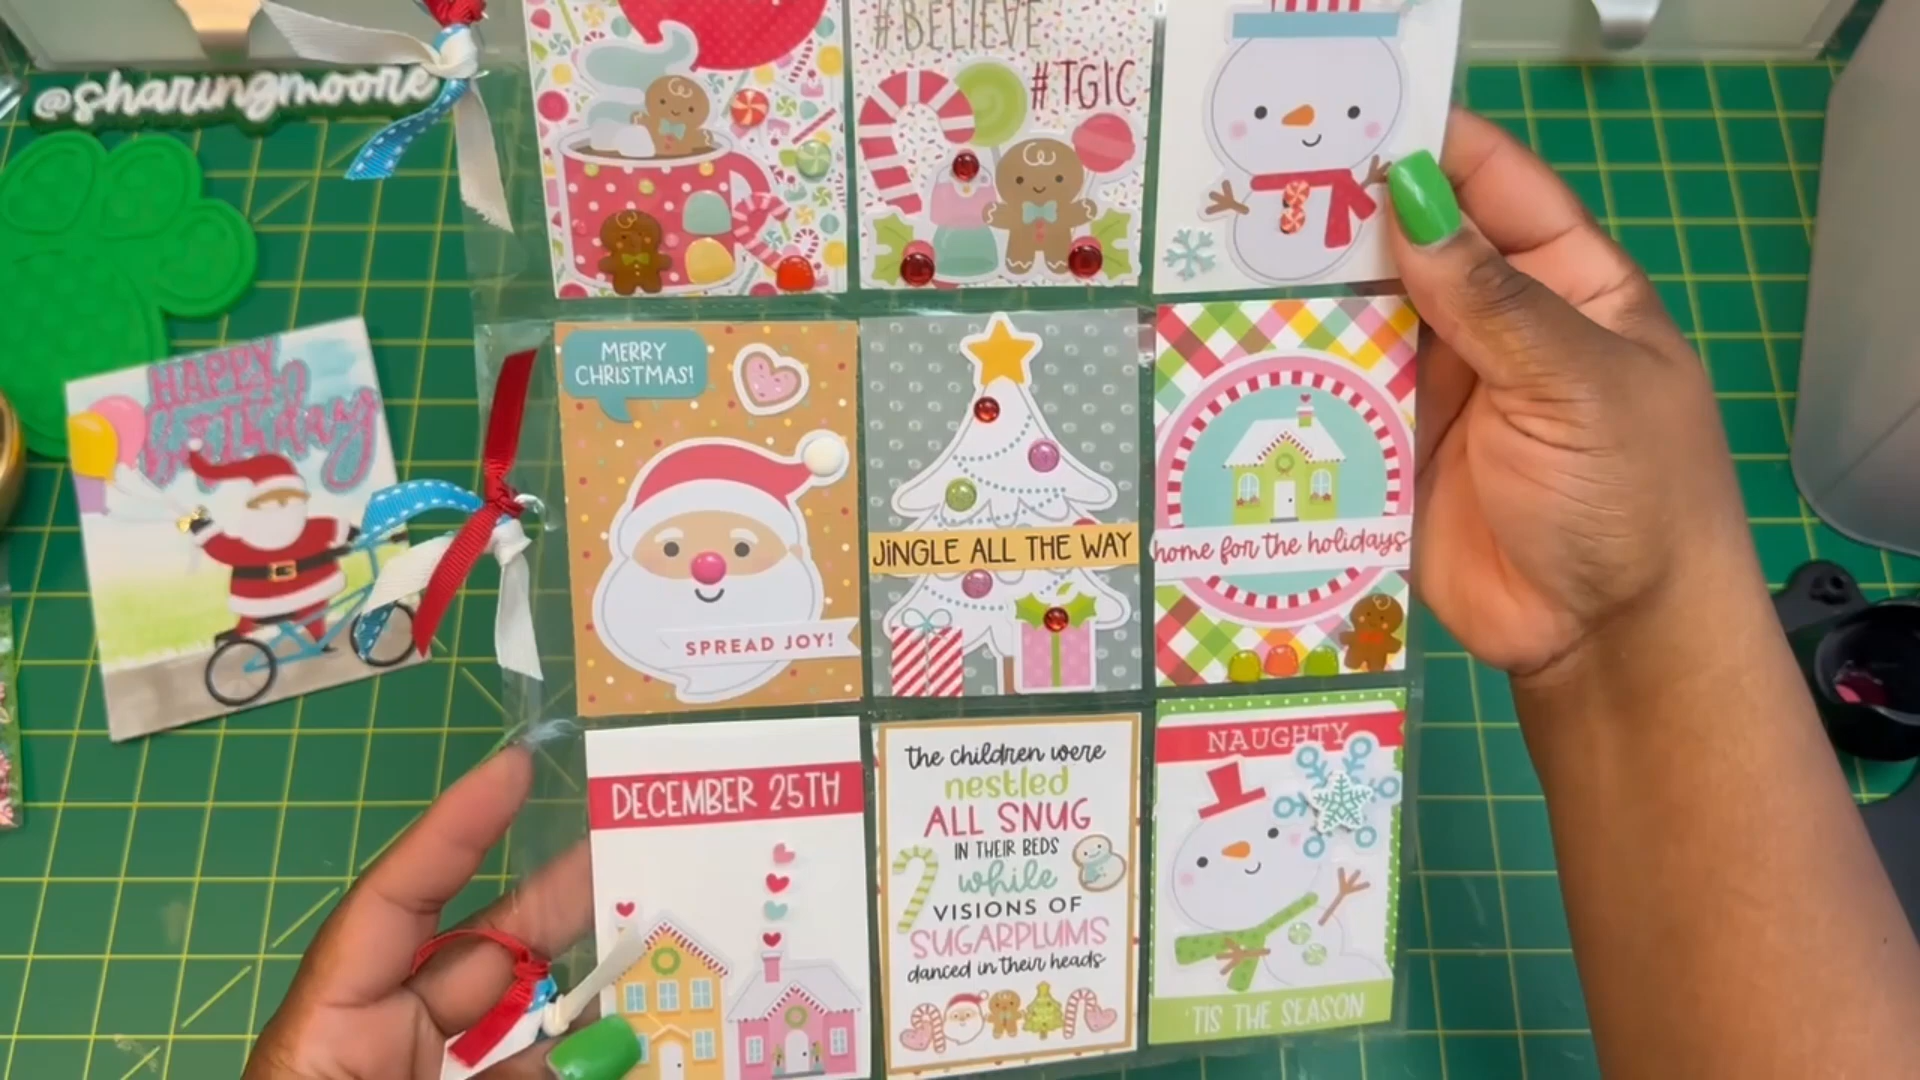 @sharingmoore
#BELIEVE
#TGIC
HAPPY
birthday
MERRY
CHRISTMAS!
SPREAD JOY!
JiNGLE ALL THE WAY
home for the holidays
DECEMBER 25TH
the children were
nestled
ALL SNUG
IN THEIR BEDS
while
VISIONS OF
SUGARPLUMS
danced in their heads
NAUGHTY
'TIS THE SEASON